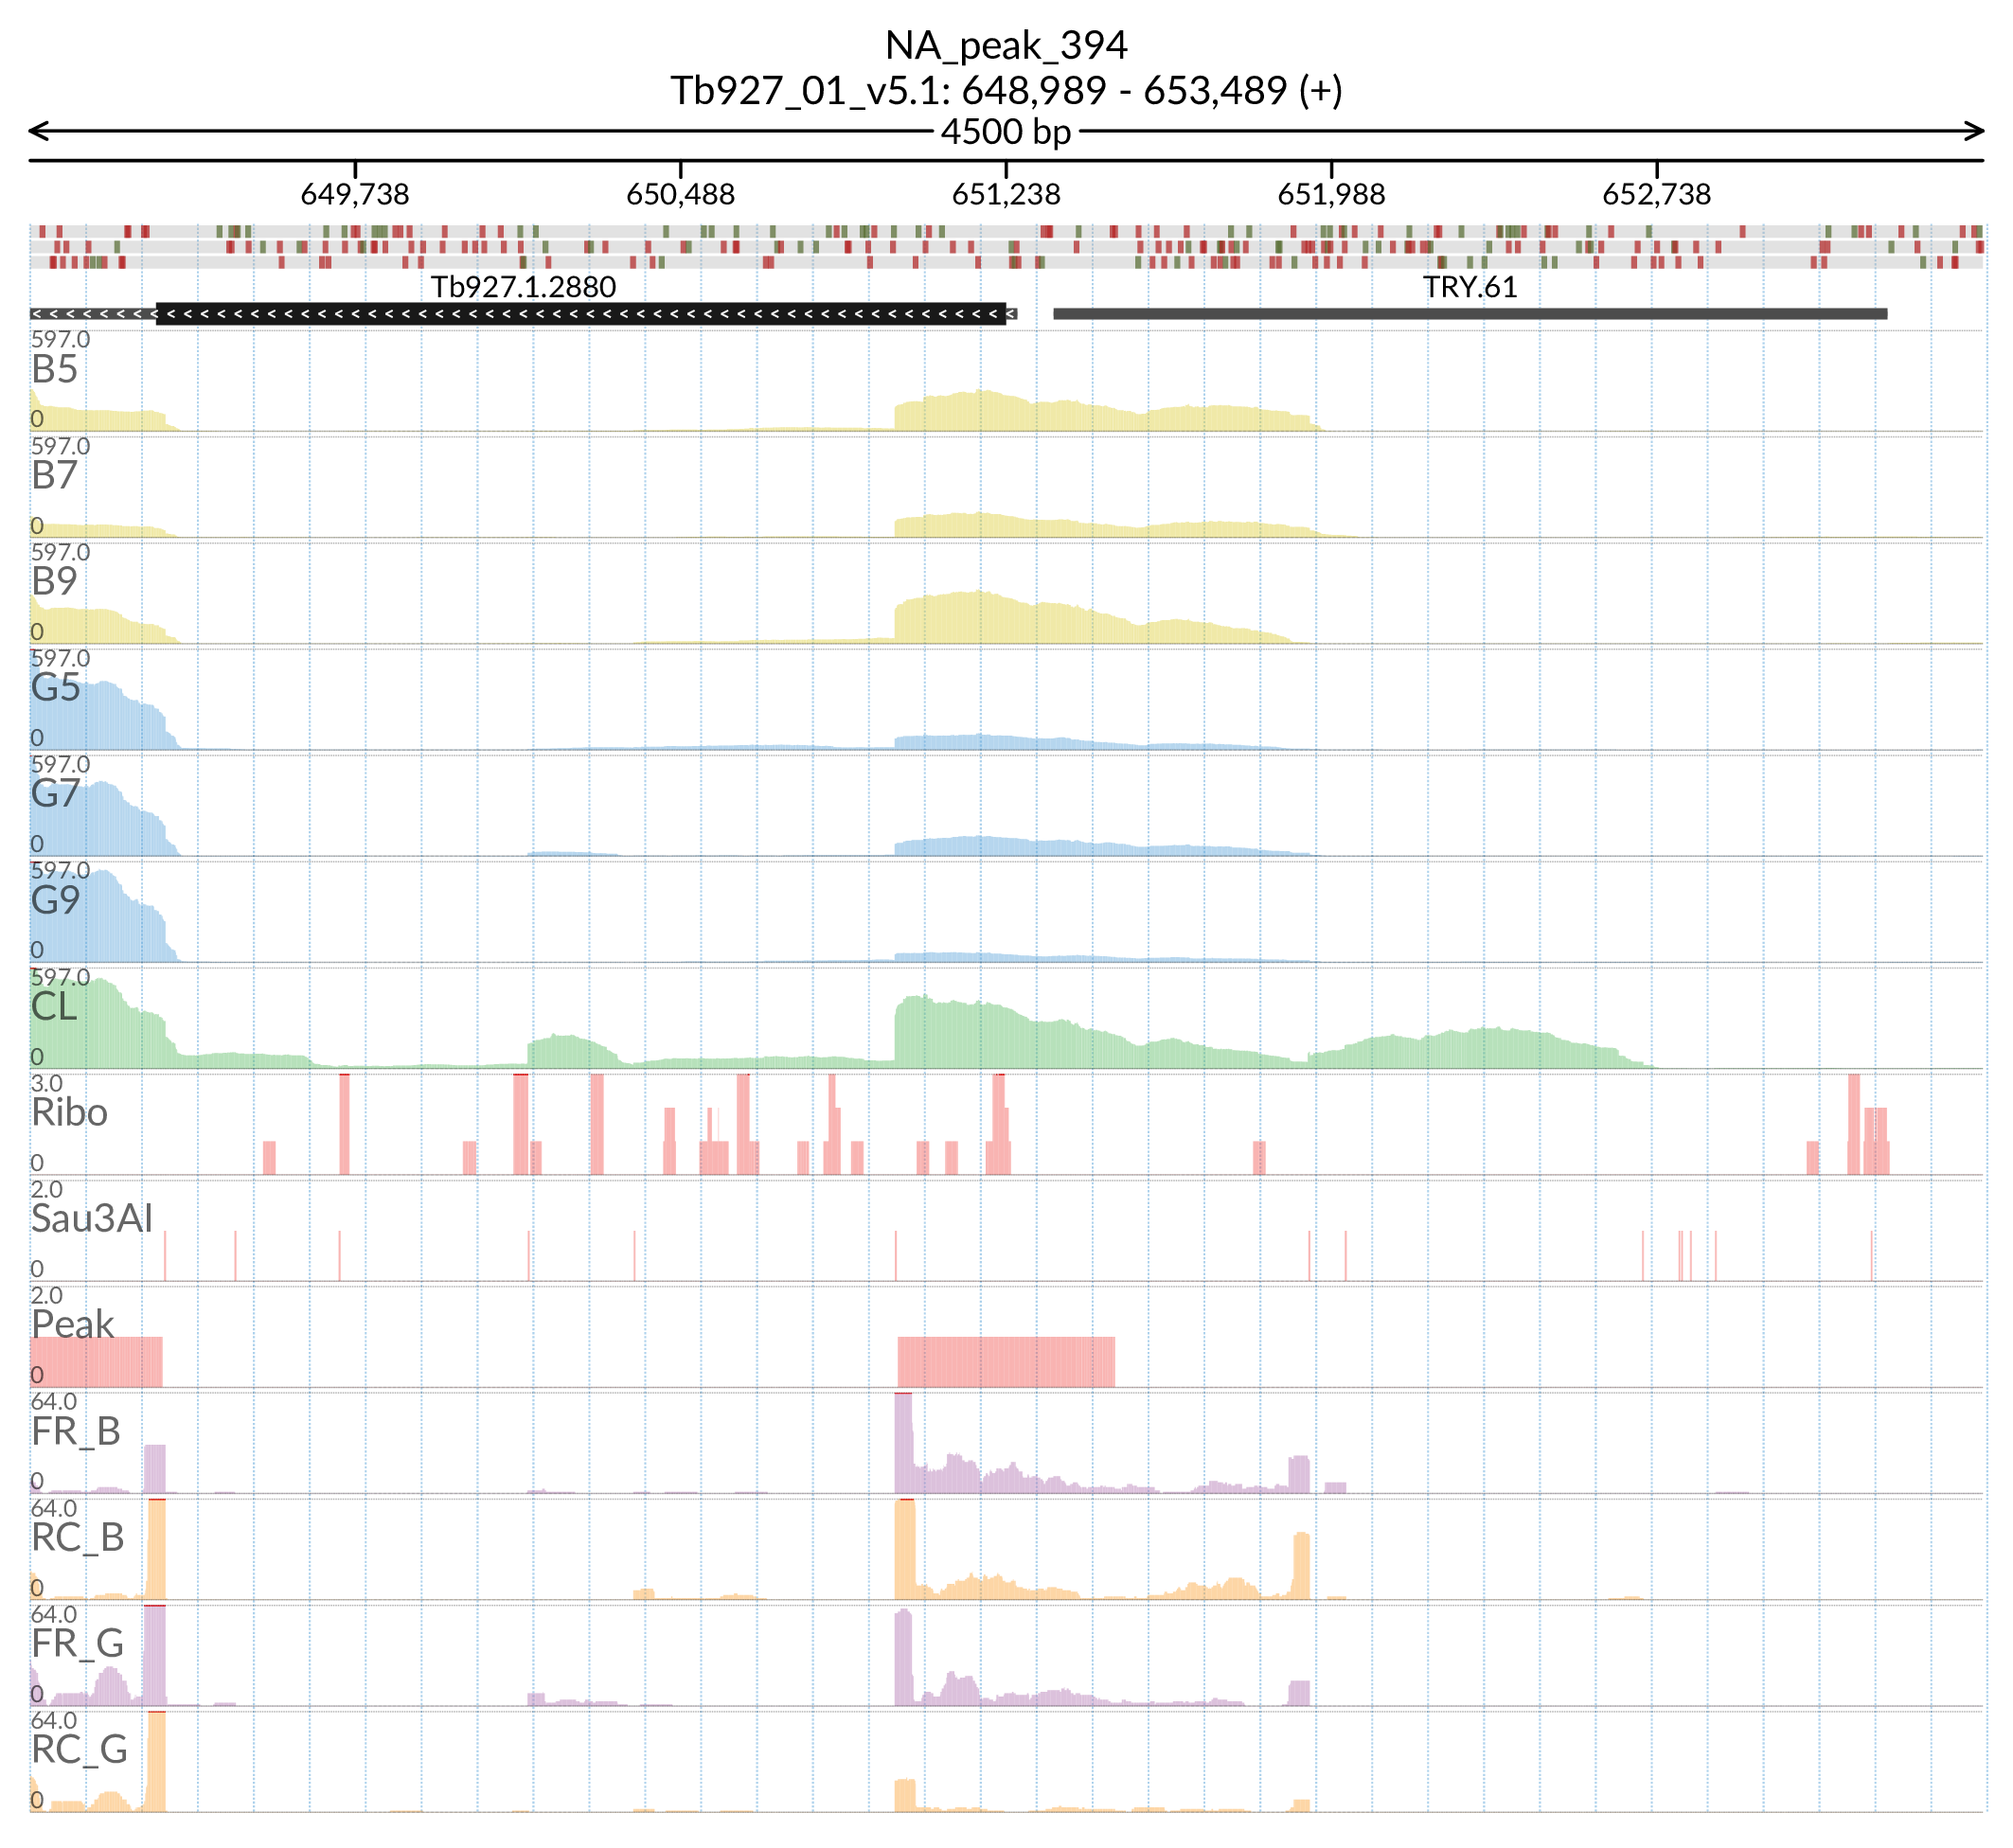 NA_peak_394
Tb927_01_v5.1: 648,989 - 653,489 (+)
4500 bp
649,738 650,488 651,238 651,988 652,738
Tb927.1.2880 TRY.61
597.0
B5
0
597.0
B7
0
597.0
B9
0
597.0
G5
0
597.0
G7
0
597.0
G9
0
597.0
CL
0
3.0
Ribo
0
2.0
Sau3AI
0
2.0
Peak
0
64.0
FR_B
0
64.0
RC_B
0
64.0
FR_G
0
64.0
RC_G
0